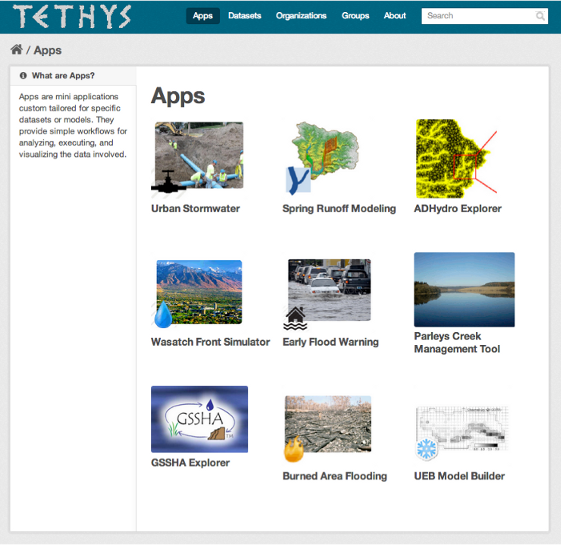 TETHYS
Apps Datasets Organizations Groups About Search
/ Apps
What are Apps?
Apps are mini applications
custom tailored for specific
datasets or models. They
provide simple workflows for
analyzing, executing, and
visualizing the data involved.
Apps
Urban Stormwater
Spring Runoff Modeling
ADHydro Explorer
Wasatch Front Simulator
Early Flood Warning
Parleys Creek
Management Tool
GSSHA
TM
GSSHA Explorer
Burned Area Flooding
UEB Model Builder